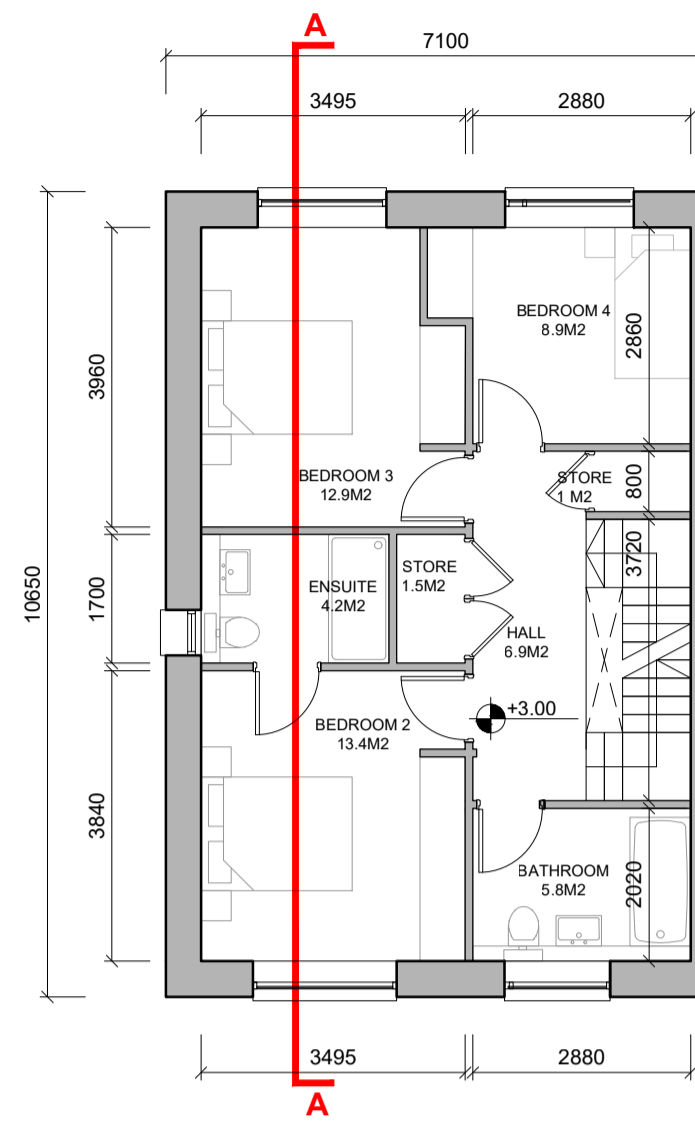 A
7100
3495
2880
BEDROOM 4
8.9M2
2860
3960
BEDROOM 3
12.9M2
STORE
1 M2
800
3720
10650
1700
ENSUITE
4.2M2
STORE
1.5M2
HALL
6.9M2
+3.00
BEDROOM 2
13.4M2
3840
BATHROOM
5.8M2
2020
3495
2880
A